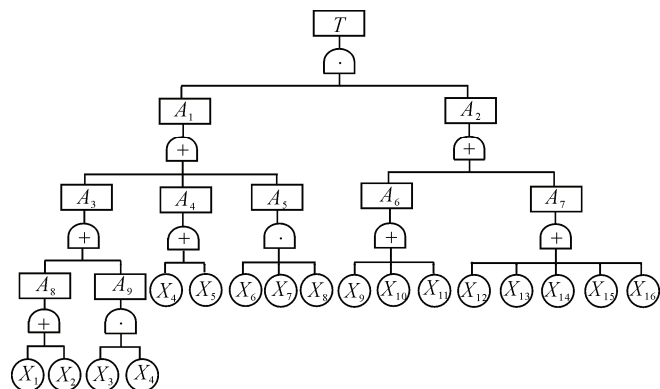 T
·
A₁ A₂
+ +
A₃ A₄ A₅ A₆ A₇
+ + · + +
A₈ A₉ X₄ X₅ X₆ X₇ X₈ X₉ X₁₀ X₁₁ X₁₂ X₁₃ X₁₄ X₁₅ X₁₆
+ ·
X₁ X₂ X₃ X₄